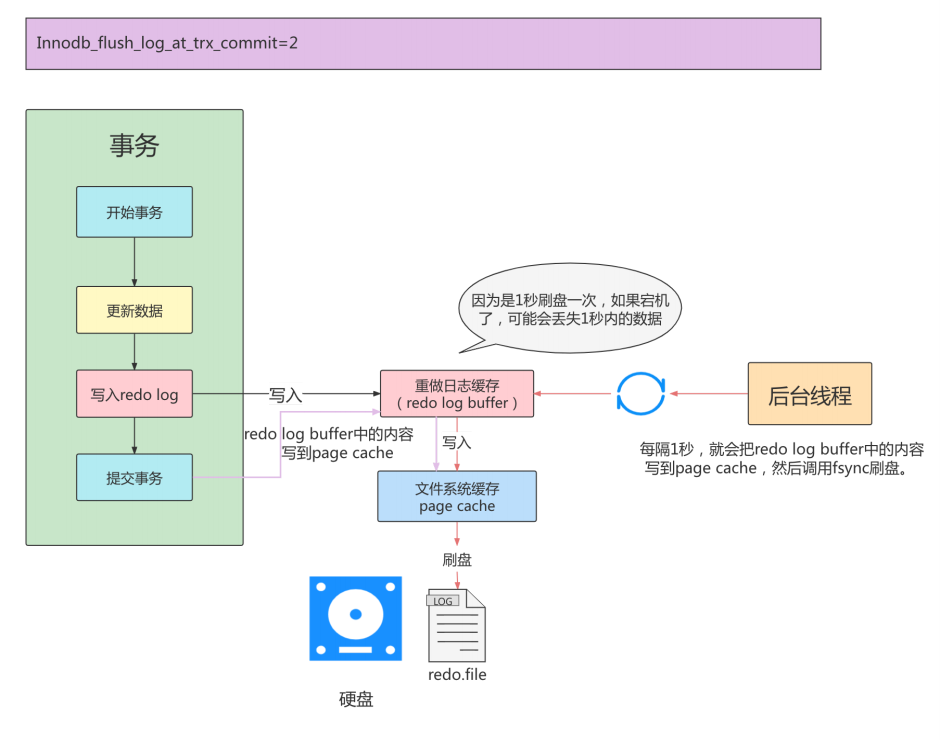 Innodb_flush_log_at_trx_commit=2
事务
开始事务
更新数据
写入redo log
提交事务
写入
redo log buffer中的内容
写到page cache
因为是1秒刷盘一次，如果宕机
了，可能会丢失1秒内的数据
重做日志缓存
（redo log buffer）
写入
文件系统缓存
page cache
刷盘
LOG
redo.file
硬盘
后台线程
每隔1秒，就会把redo log buffer中的内容
写到page cache，然后调用fsync刷盘。